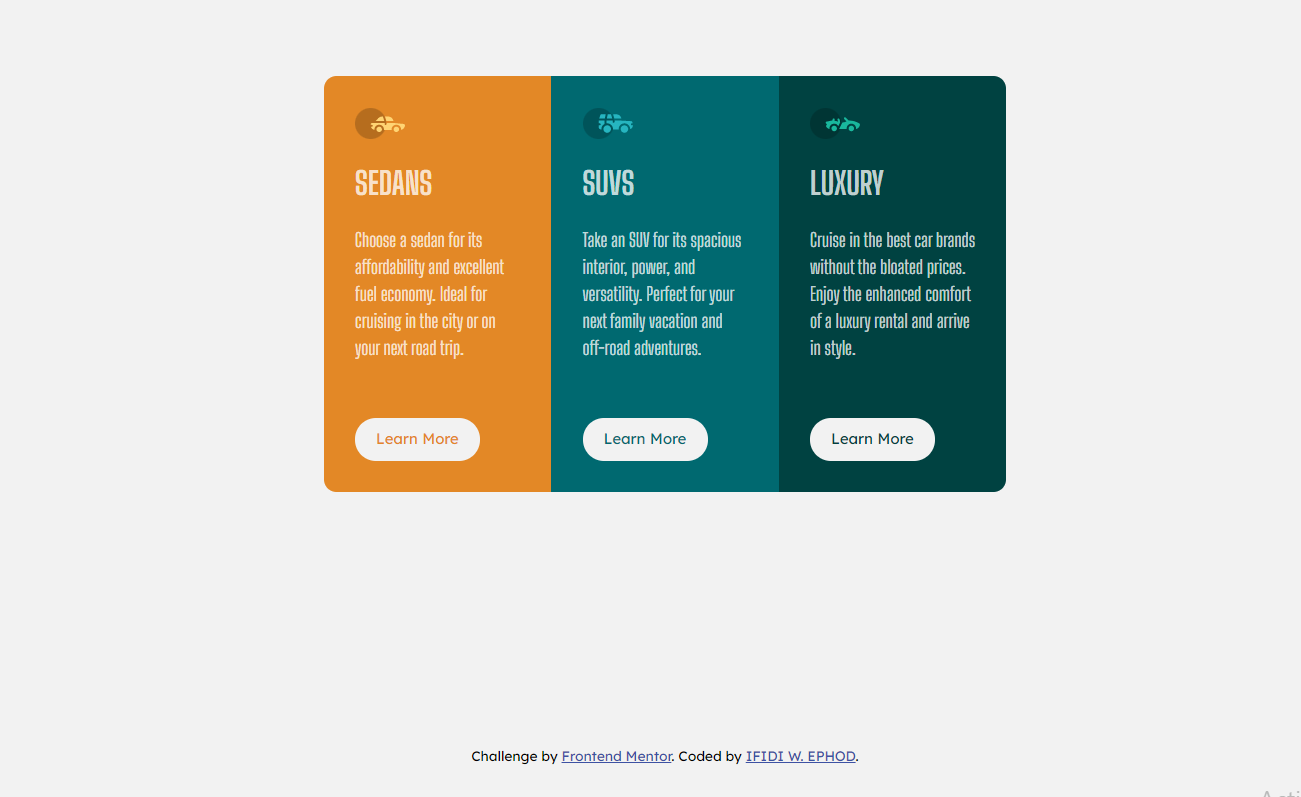 SEDANS
Choose a sedan for its
affordability and excellent
fuel economy. Ideal for
cruising in the city or on
your next road trip.
Learn More
SUVS
Take an SUV for its spacious
interior, power, and
versatility. Perfect for your
next family vacation and
off-road adventures.
Learn More
LUXURY
Cruise in the best car brands
without the bloated prices.
Enjoy the enhanced comfort
of a luxury rental and arrive
in style.
Learn More
Challenge by Frontend Mentor. Coded by IFIDI W. EPHOD.